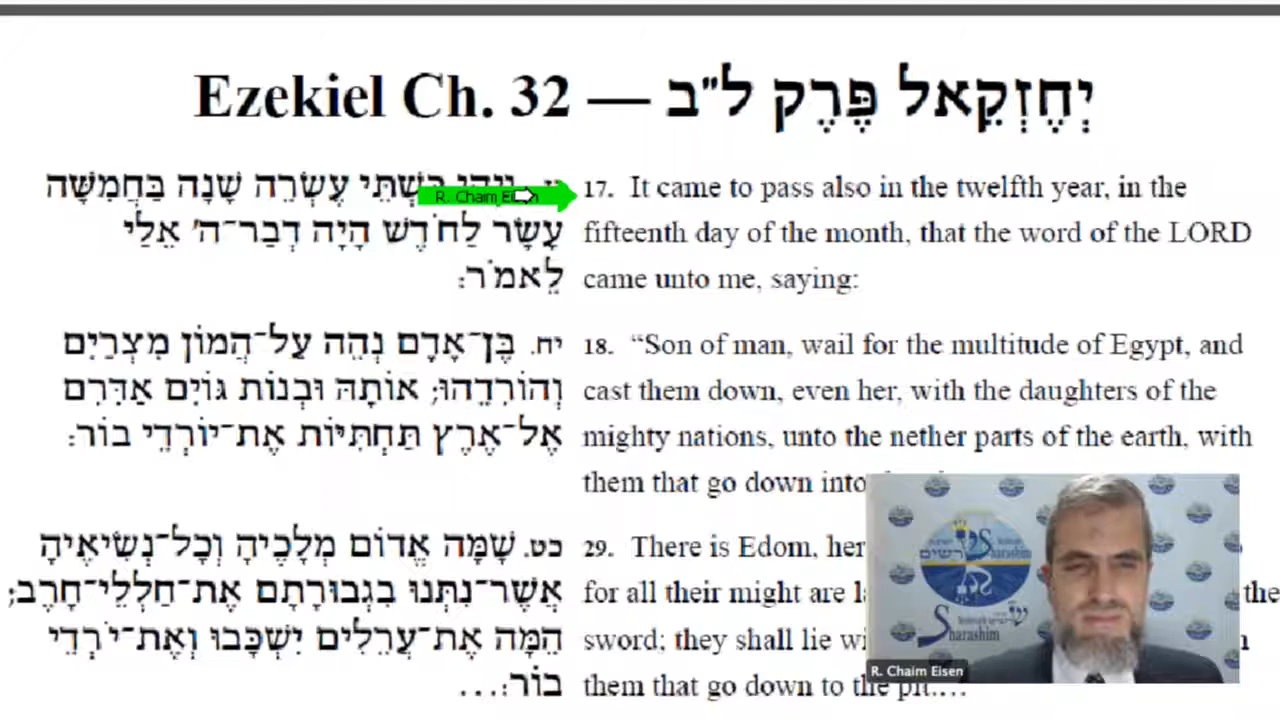 Ezekiel Ch. 32 — יְחֶזְקֵאל פֶּרֶק ל"ב
עֶשְׂרֵה שָׁנָה בַּחֲמִשָּׁה
עָשָׂר לַחֹדֶשׁ הָיָה דְבַר־ה' אֵלַי
לֵאמֹר:
R. Chaim Eisen
17. It came to pass also in the twelfth year, in the
fifteenth day of the month, that the word of the LORD
came unto me, saying:
יח. בֶּן־אָדָם נְהֵה עַל־הֲמוֹן מִצְרַיִם
וְהוֹרִדֵהוּ; אוֹתָהּ וּבְנוֹת גּוֹיִם אַדִּרִם
אֶל־אֶרֶץ תַּחְתִּיּוֹת אֶת־יוֹרְדֵי בוֹר:
18. “Son of man, wail for the multitude of Egypt, and
cast them down, even her, with the daughters of the
mighty nations, unto the nether parts of the earth, with
them that go down into
כט. שָׁמָּה אֱדוֹם מְלָכֶיהָ וְכָל־נְשִׂיאֶיהָ
אֲשֶׁר־נִתְּנוּ בִגְבוּרָתָם אֶת־חַלְלֵי־חָרֶב;
הֵמָּה אֶת־עֲרֵלִים יִשְׁכָּבוּ וְאֶת־יֹרְדֵי
בוֹר:...
29. There is Edom, her
for all their might are the
sword; they shall lie
them that go down to the pit....
Sharashim
שרשים
Sharashim
R. Chaim Eisen